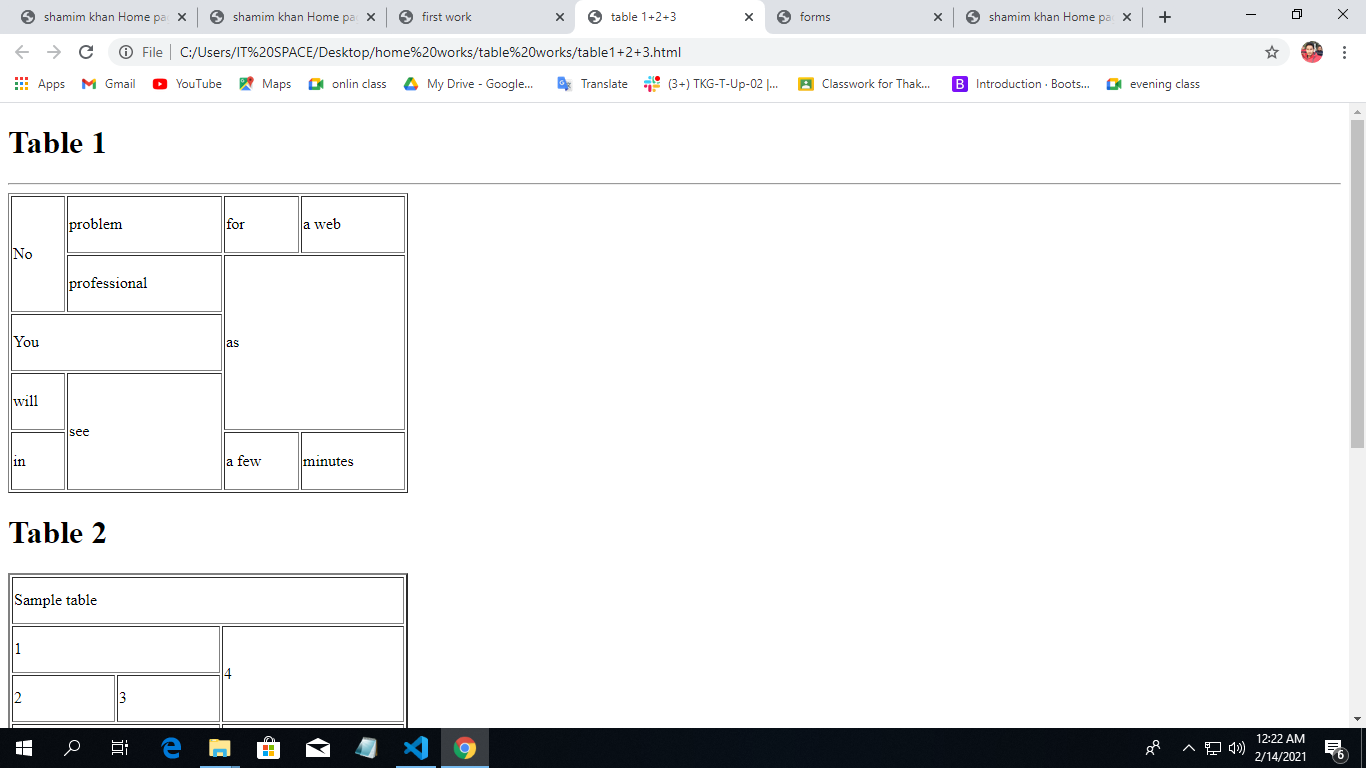 shamim khan Home pa
shamim khan Home pa
first work
table 1+2+3
forms
shamim khan Home pa
File
C:/Users/IT%20SPACE/Desktop/home%20works/table%20works/table1+2+3.html
Apps
Gmail
YouTube
Maps
onlin class
My Drive - Google...
Translate
(3+) TKG-T-Up-02 |...
Classwork for Thak...
B
Introduction · Boots...
evening class
Table 1
No
problem
for
a web
professional
You
as
will
see
in
a few
minutes
Table 2
Sample table
1
4
2
3
12:22 AM
2/14/2021
6